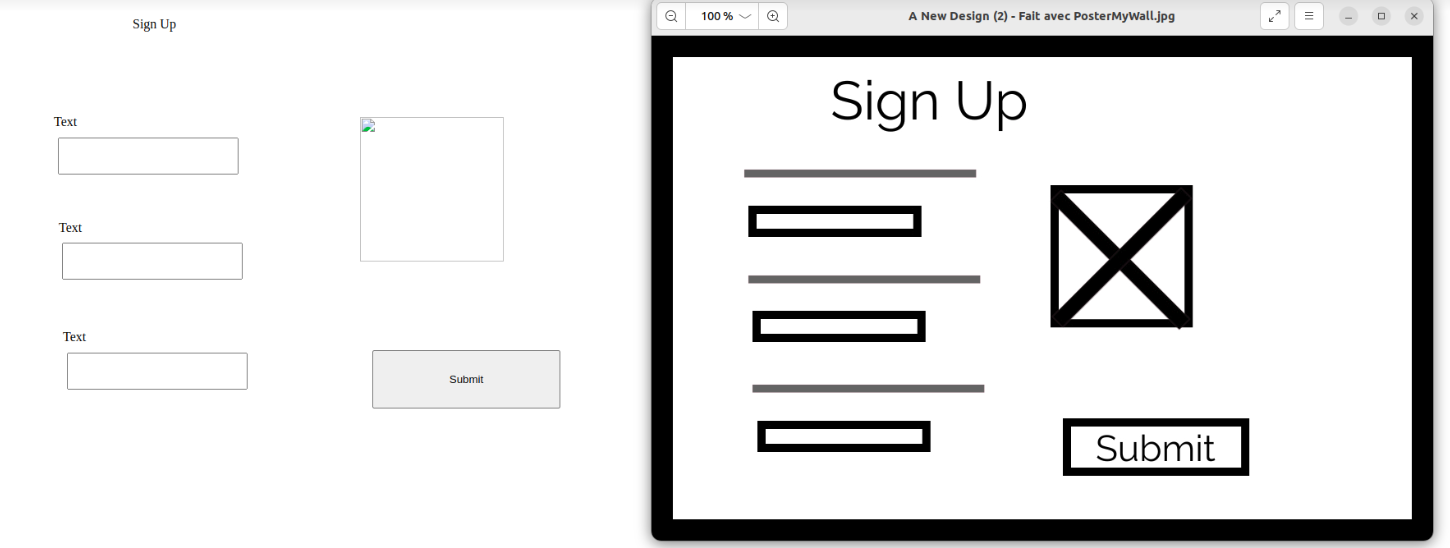 Sign Up
Text
Text
Text
Submit
100 %
A New Design (2) - Fait avec PosterMyWall.jpg
Sign Up
Submit